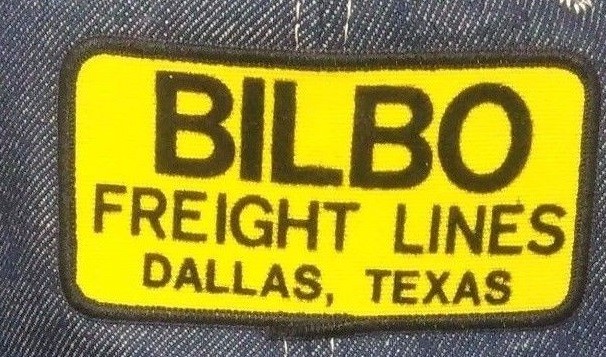 BILBO
FREIGHT LINES
DALLAS, TEXAS